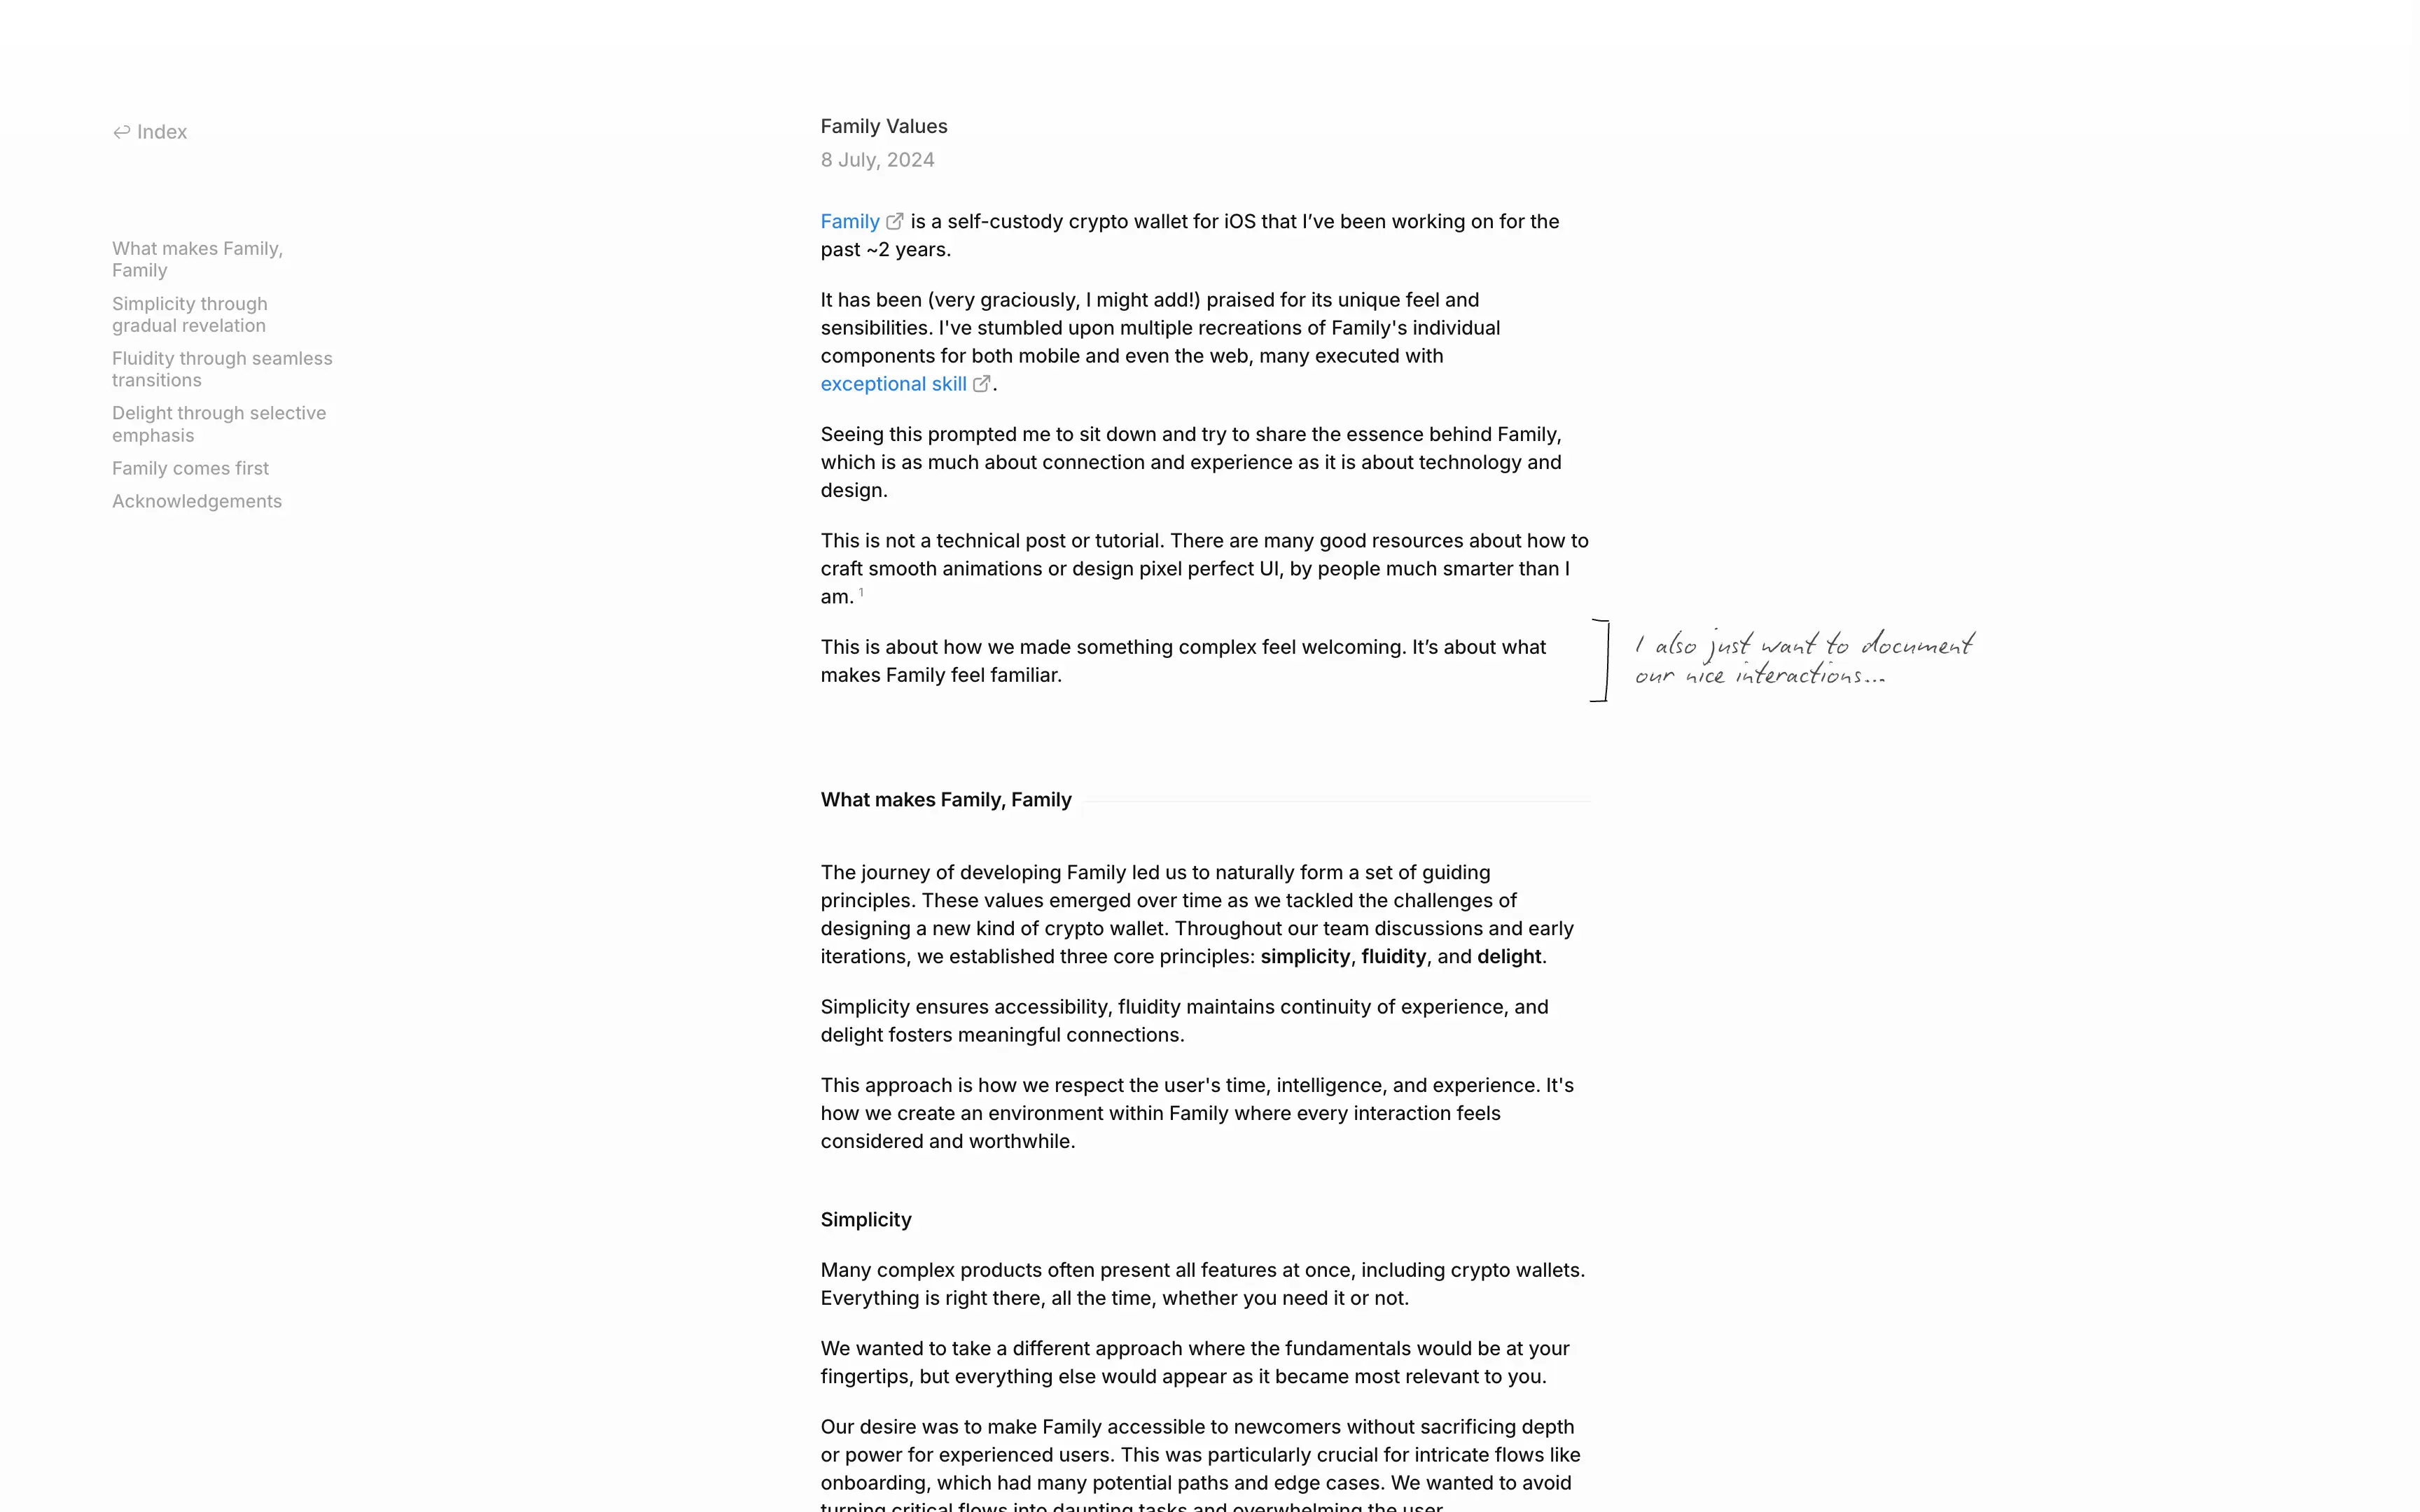 Index
What makes Family,
Family
Simplicity through
gradual revelation
Fluidity through seamless
transitions
Delight through selective
emphasis
Family comes first
Acknowledgements
Family Values
8 July, 2024
Family is a self-custody crypto wallet for iOS that I’ve been working on for the
past ~2 years.
It has been (very graciously, I might add!) praised for its unique feel and
sensibilities. I've stumbled upon multiple recreations of Family's individual
components for both mobile and even the web, many executed with
exceptional skill.
Seeing this prompted me to sit down and try to share the essence behind Family,
which is as much about connection and experience as it is about technology and
design.
This is not a technical post or tutorial. There are many good resources about how to
craft smooth animations or design pixel perfect UI, by people much smarter than I
am. 1
This is about how we made something complex feel welcoming. It’s about what
makes Family feel familiar.
I also just want to document
our nice interactions...
What makes Family, Family
The journey of developing Family led us to naturally form a set of guiding
principles. These values emerged over time as we tackled the challenges of
designing a new kind of crypto wallet. Throughout our team discussions and early
iterations, we established three core principles: simplicity, fluidity, and delight.
Simplicity ensures accessibility, fluidity maintains continuity of experience, and
delight fosters meaningful connections.
This approach is how we respect the user's time, intelligence, and experience. It's
how we create an environment within Family where every interaction feels
considered and worthwhile.
Simplicity
Many complex products often present all features at once, including crypto wallets.
Everything is right there, all the time, whether you need it or not.
We wanted to take a different approach where the fundamentals would be at your
fingertips, but everything else would appear as it became most relevant to you.
Our desire was to make Family accessible to newcomers without sacrificing depth
or power for experienced users. This was particularly crucial for intricate flows like
onboarding, which had many potential paths and edge cases. We wanted to avoid
turning critical flows into daunting tasks and overwhelming the user.